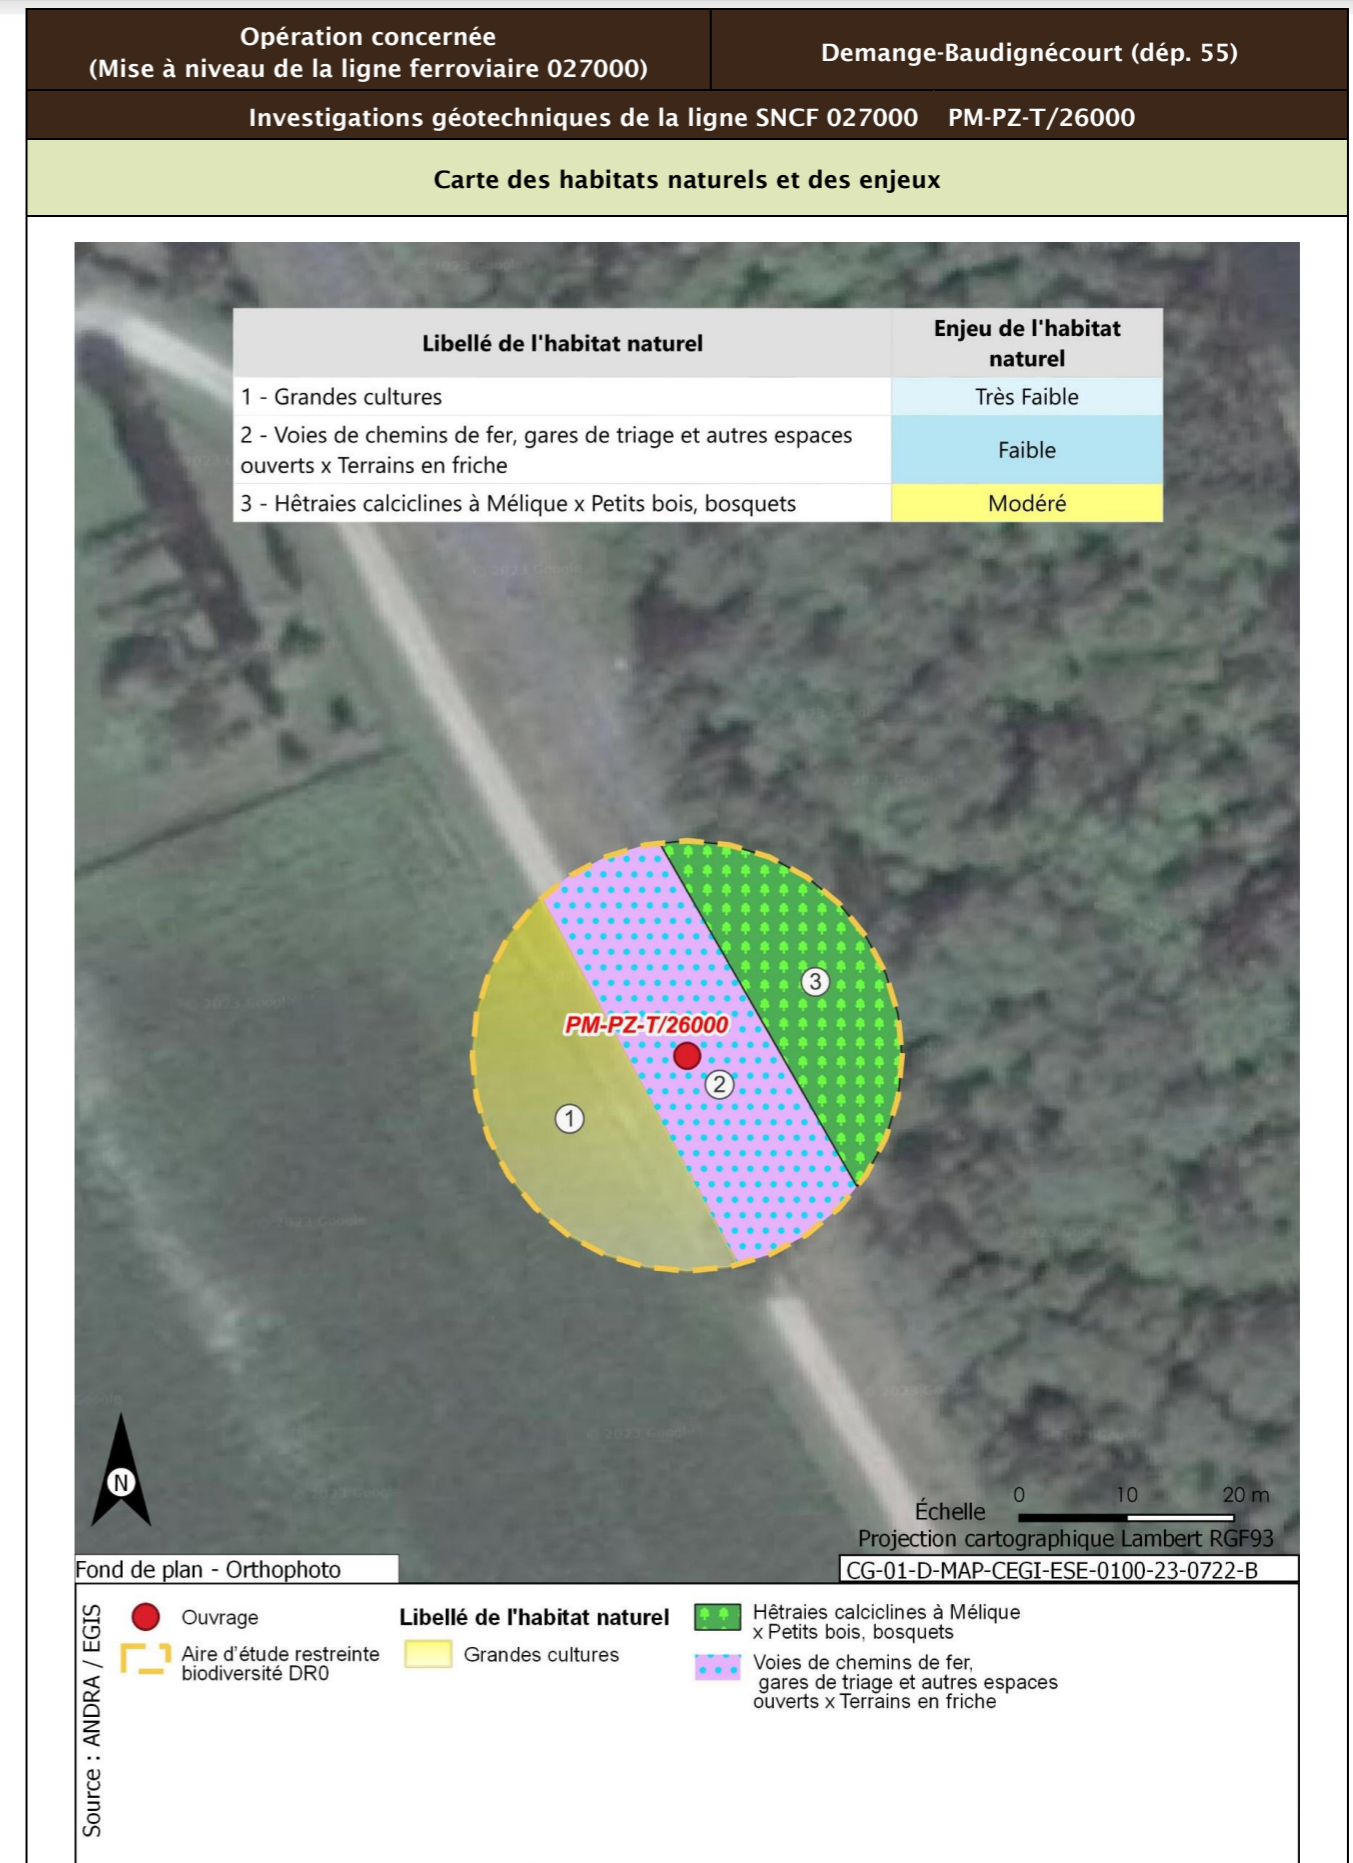 Opération concernée
(Mise à niveau de la ligne ferroviaire 027000)
Demange-Baudignécourt (dép. 55)
Investigations géotechniques de la ligne SNCF 027000 PM-PZ-T/26000
Carte des habitats naturels et des enjeux
Libellé de l'habitat naturel
Enjeu de l'habitat
naturel
1 - Grandes cultures
Très Faible
2 - Voies de chemins de fer, gares de triage et autres espaces
ouverts x Terrains en friche
Faible
3 - Hêtraies calciclines à Mélique x Petits bois, bosquets
Modéré
© 2023 Google
3
PM-PZ-T/26000
2
1
N
Échelle
0 10 20 m
Projection cartographique Lambert RGF93
Fond de plan - Orthophoto
CG-01-D-MAP-CEGI-ESE-0100-23-0722-B
Source : ANDRA / EGIS
Ouvrage
Aire d'étude restreinte
biodiversité DR0
Libellé de l'habitat naturel
Grandes cultures
Hêtraies calciclines à Mélique
x Petits bois, bosquets
Voies de chemins de fer,
gares de triage et autres espaces
ouverts x Terrains en friche